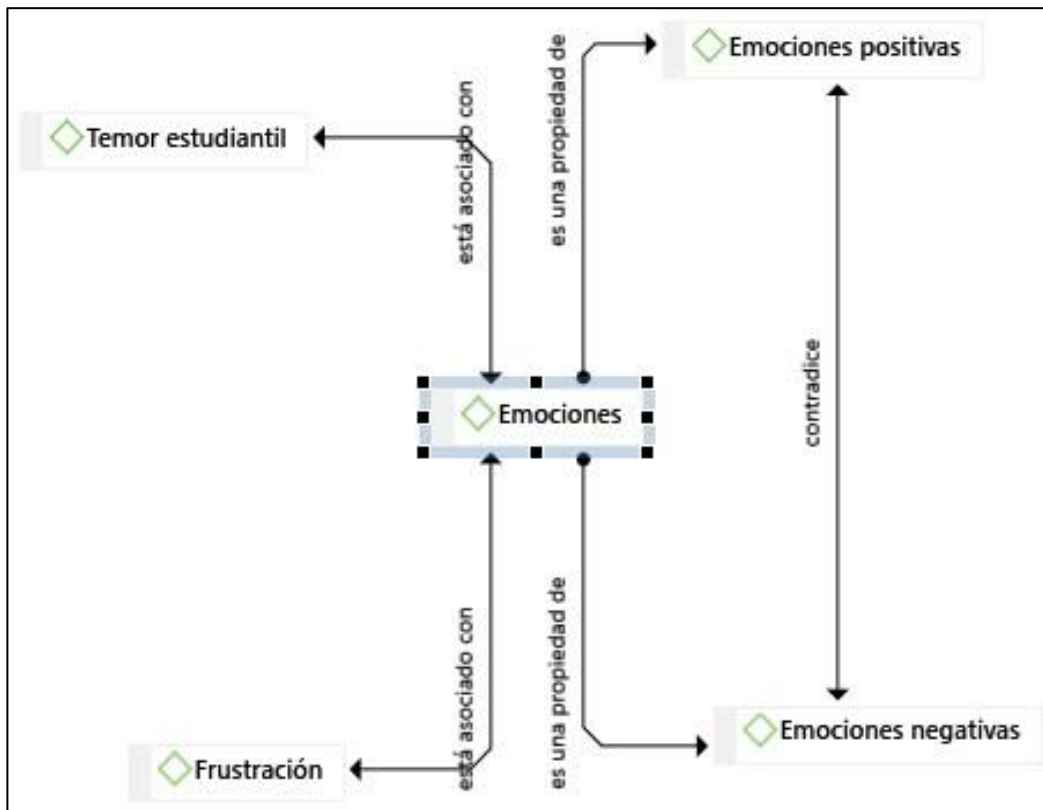 Emociones positivas
Temor estudiantil
está asociado con
es una propiedad de
contradice
Emociones
está asociado con
es una propiedad de
Emociones negativas
Frustración